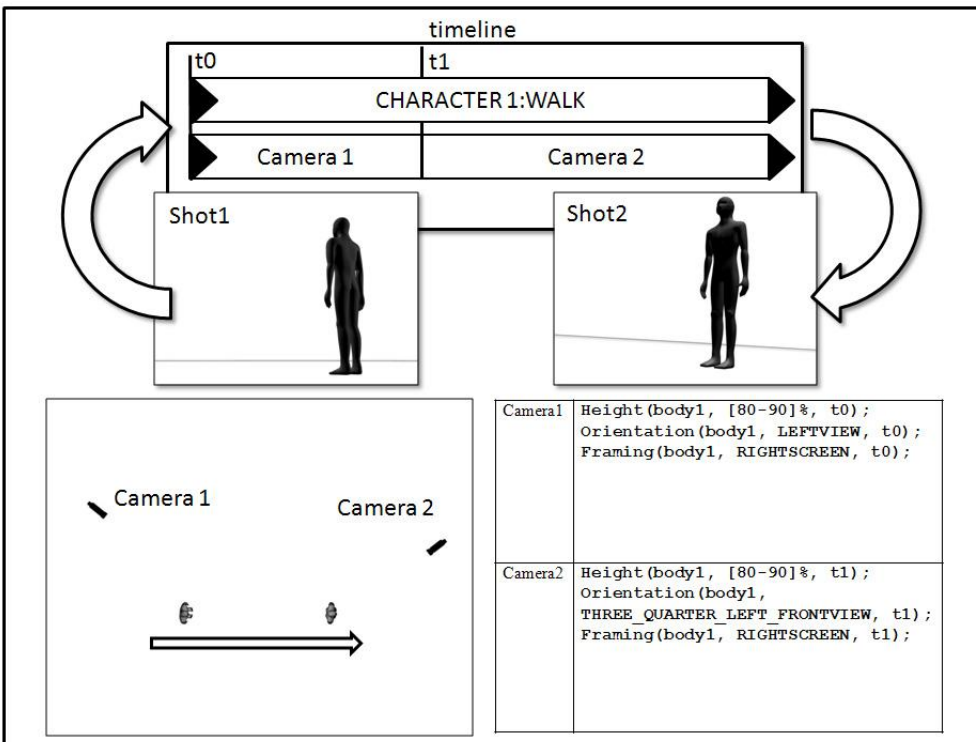 timeline
t0
t1
CHARACTER 1:WALK
Camera 1
Camera 2
Shot1
Shot2
Camera 1
Camera 2
Camera1
Height(body1, [80-90]%, t0);
Orientation(body1, LEFTVIEW, t0);
Framing(body1, RIGHTSCREEN, t0);
Camera2
Height(body1, [80-90]%, t1);
Orientation(body1,
THREE_QUARTER_LEFT_FRONTVIEW, t1);
Framing(body1, RIGHTSCREEN, t1);